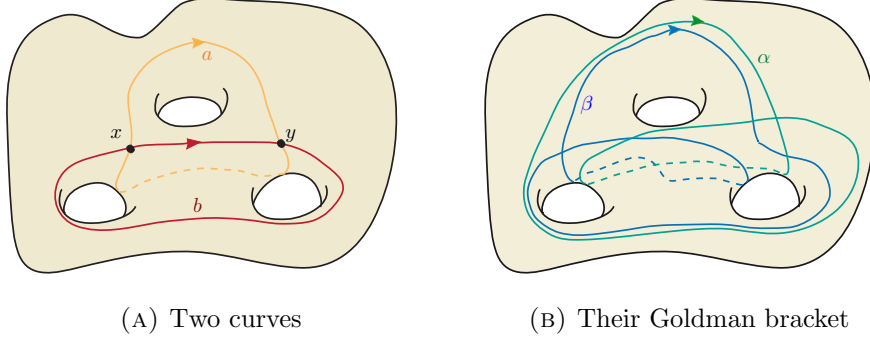 a
α
β
x
y
b
(A) Two curves
(B) Their Goldman bracket